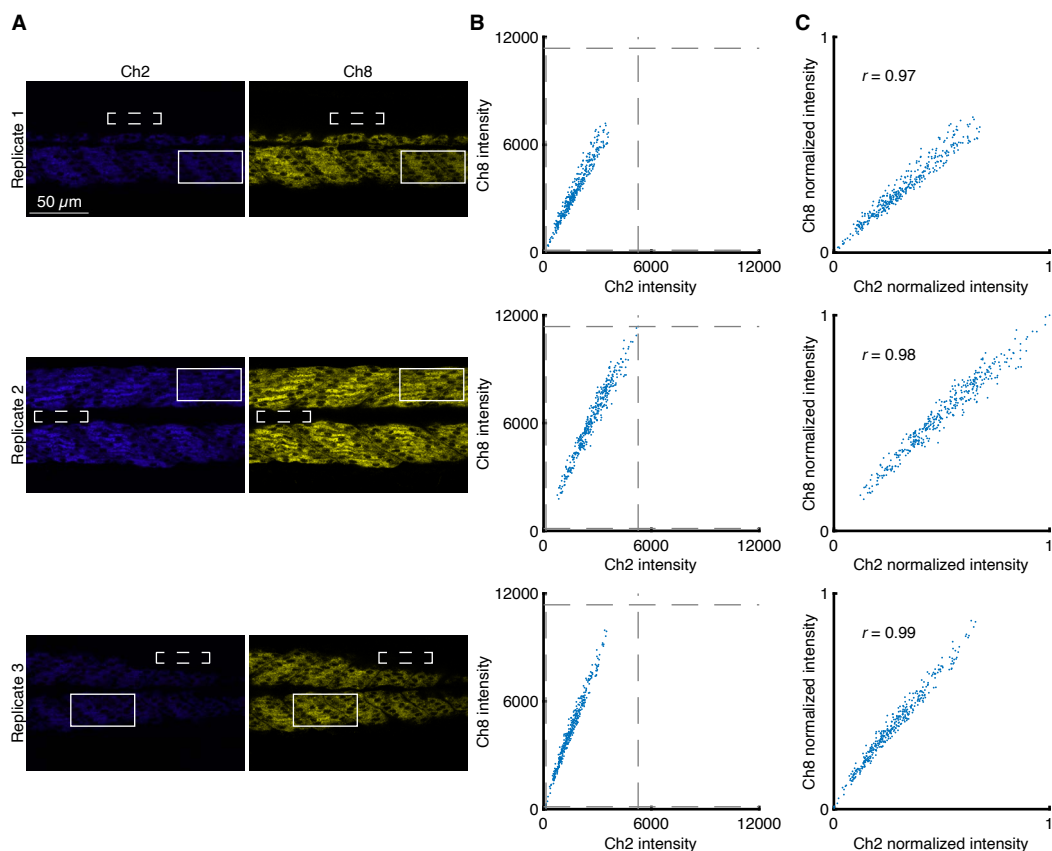 A
B
C
Ch2
Ch8
Replicate 1
50 µm
Replicate 2
Replicate 3
12000
6000
0
Ch8 intensity
0
6000
12000
Ch2 intensity
1
0
Ch8 normalized intensity
r = 0.97
0
1
Ch2 normalized intensity
12000
6000
0
Ch8 intensity
0
6000
12000
Ch2 intensity
1
0
Ch8 normalized intensity
r = 0.98
0
1
Ch2 normalized intensity
12000
6000
0
Ch8 intensity
0
6000
12000
Ch2 intensity
1
0
Ch8 normalized intensity
r = 0.99
0
1
Ch2 normalized intensity